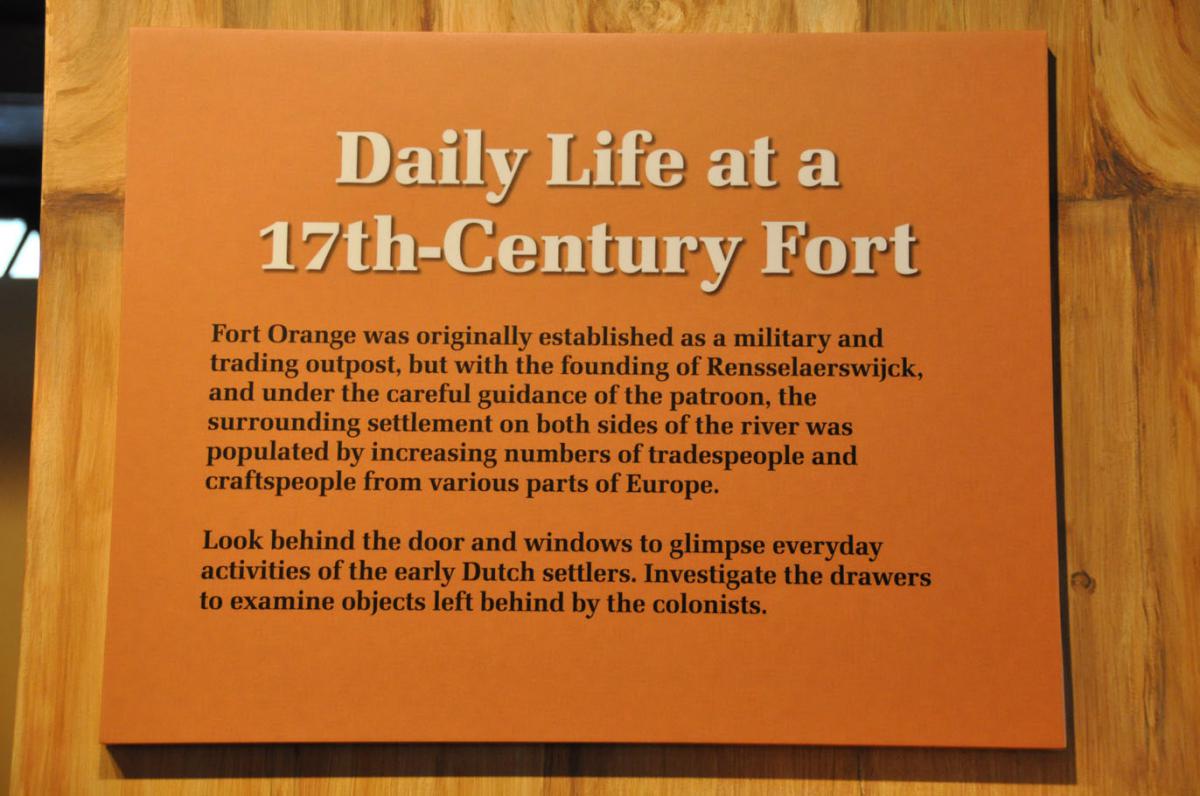 Daily Life at a
17th-Century Fort
Fort Orange was originally established as a military and
trading outpost, but with the founding of Rensselaerswijck,
and under the careful guidance of the patroon, the
surrounding settlement on both sides of the river was
populated by increasing numbers of tradespeople and
craftspeople from various parts of Europe.
Look behind the door and windows to glimpse everyday
activities of the early Dutch settlers. Investigate the drawers
to examine objects left behind by the colonists.